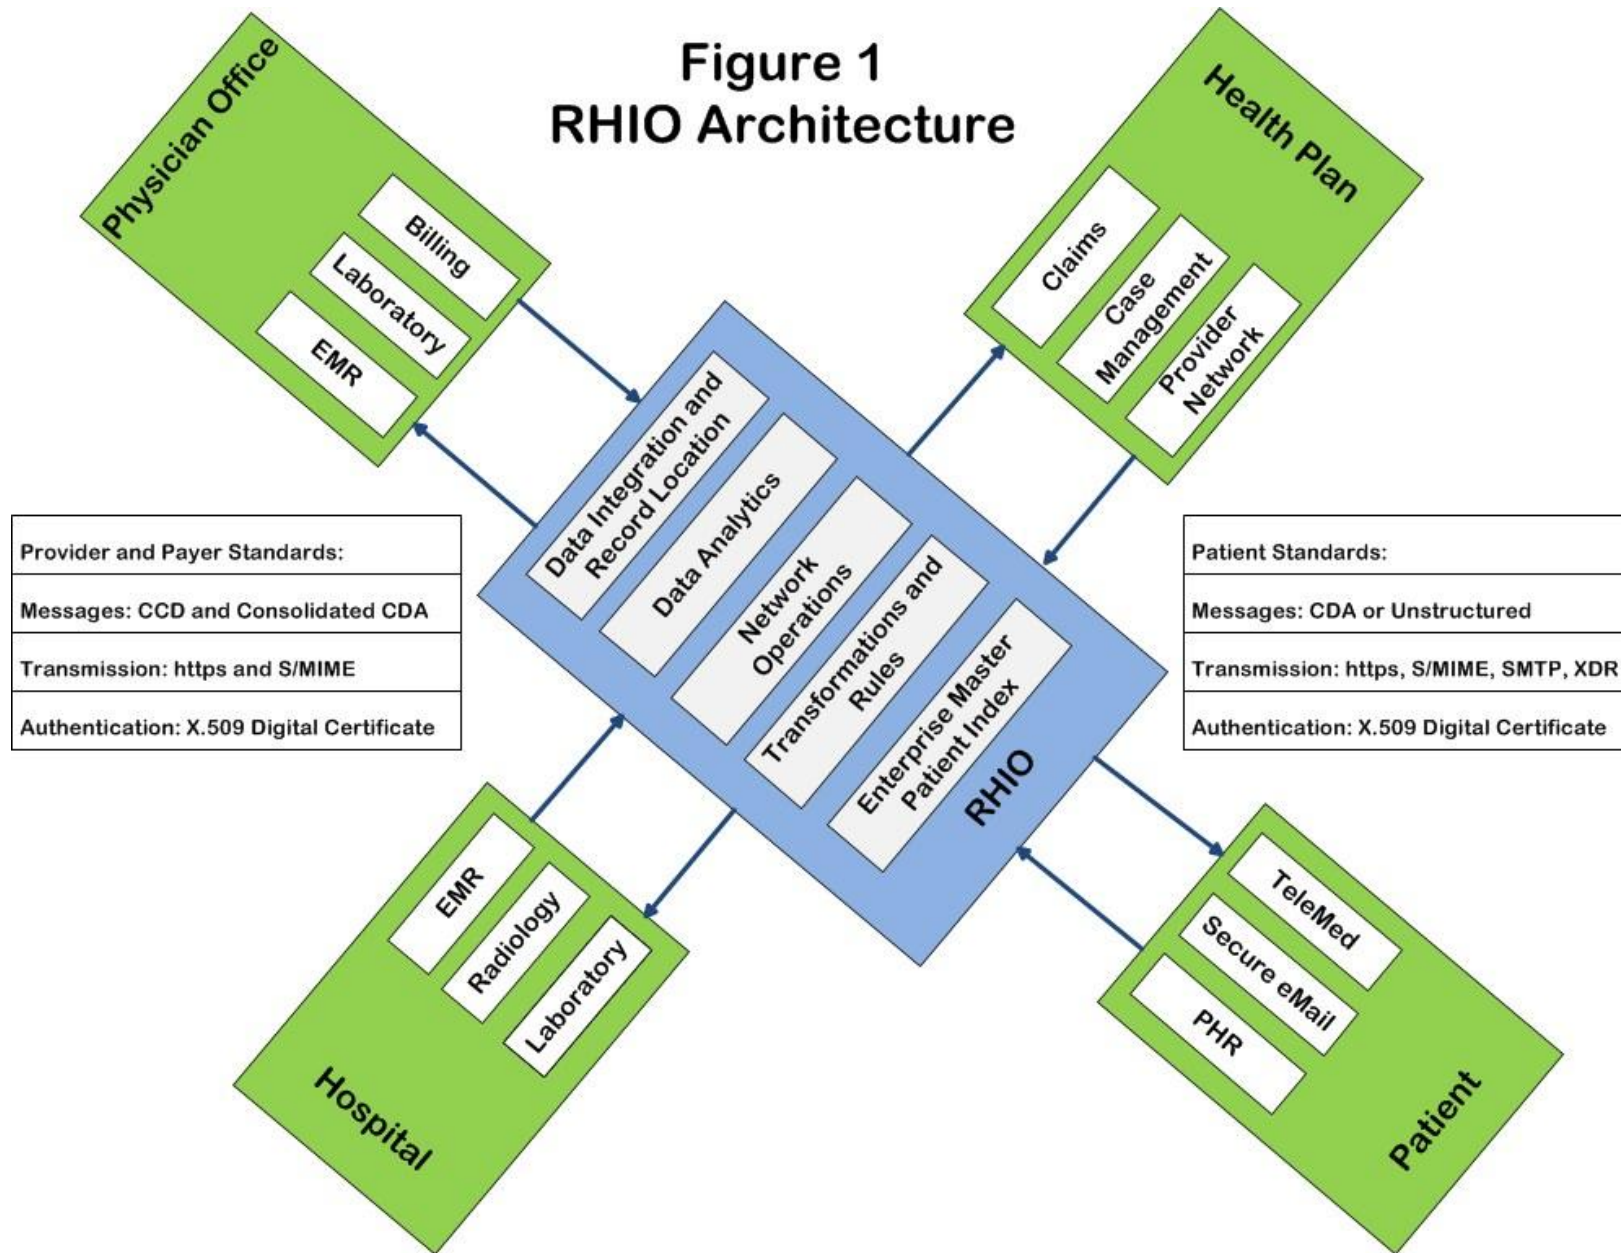 Figure 1
RHIO Architecture
Physician Office
Billing
Laboratory
EMR
Health Plan
Claims
Case
Management
Provider
Network
Data Integration and
Record Location
Data Analytics
Network
Operations
Transformations and
Rules
Enterprise Master
Patient Index
RHIO
Provider and Payer Standards:
Messages: CCD and Consolidated CDA
Transmission: https and S/MIME
Authentication: X.509 Digital Certificate
Patient Standards:
Messages: CDA or Unstructured
Transmission: https, S/MIME, SMTP, XDR
Authentication: X.509 Digital Certificate
EMR
Radiology
Laboratory
Hospital
TeleMed
Secure eMail
PHR
Patient